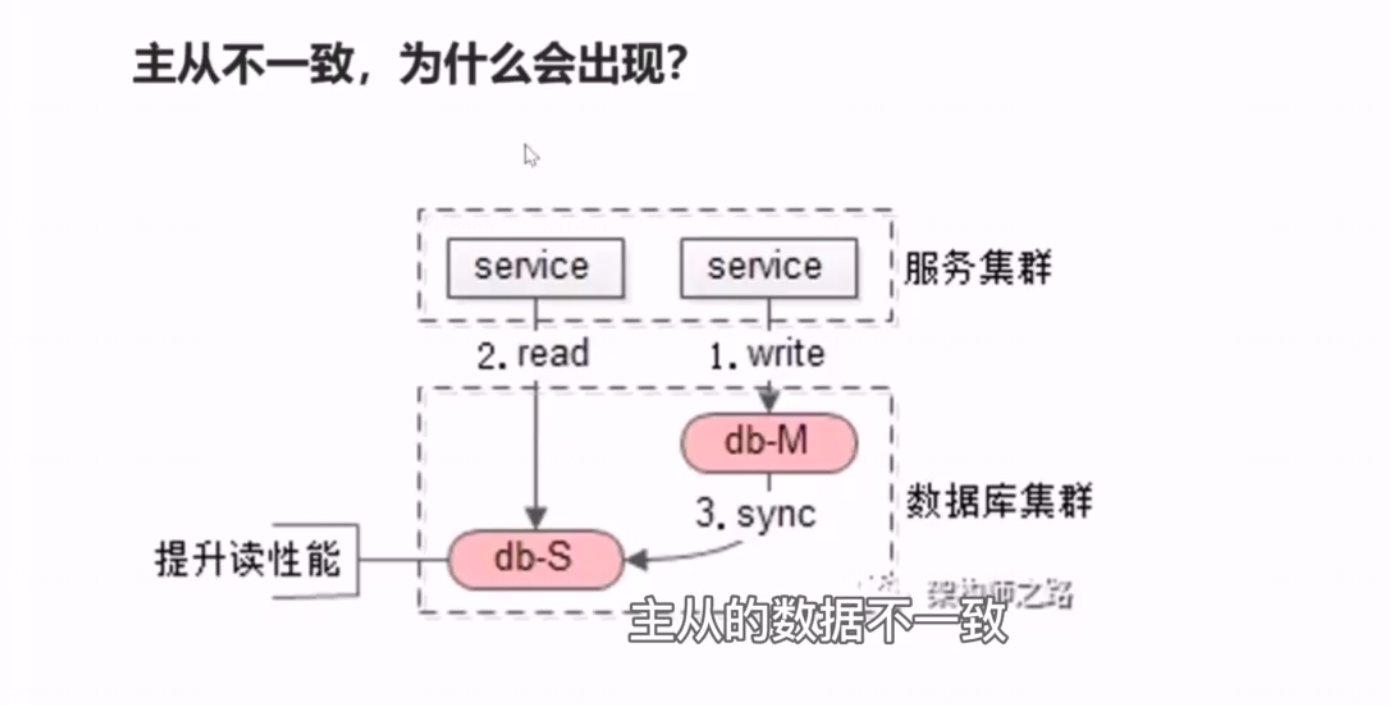 主从不一致，为什么会出现？
service
service
服务集群
2. read
1. write
db-M
3. sync
数据库集群
提升读性能
db-S
架构师之路
主从的数据不一致